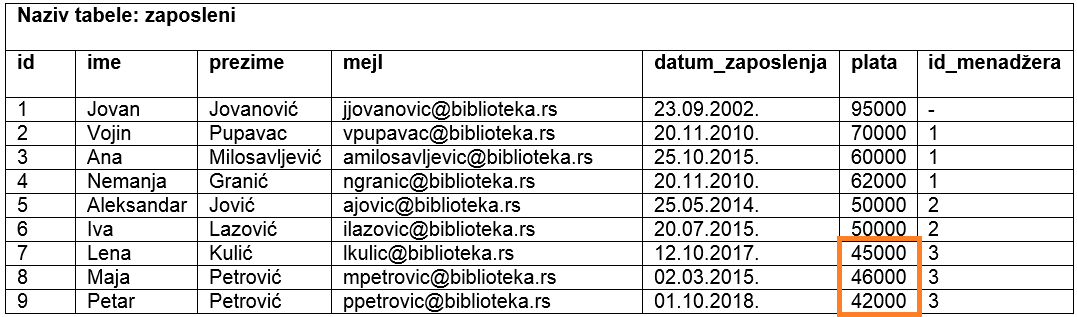 Naziv tabele: zaposleni
id ime prezime mejl datum_zaposlenja plata id_menadžera
1 Jovan Jovanović jjovanovic@biblioteka.rs 23.09.2002. 95000 -
2 Vojin Pupavac vpupavac@biblioteka.rs 20.11.2010. 70000 1
3 Ana Milosavljević amilosavljevic@biblioteka.rs 25.10.2015. 60000 1
4 Nemanja Granić ngranic@biblioteka.rs 20.11.2010. 62000 1
5 Aleksandar Jović ajovic@biblioteka.rs 25.05.2014. 50000 2
6 Iva Lazović ilazovic@biblioteka.rs 20.07.2015. 50000 2
7 Lena Kulić lkulic@biblioteka.rs 12.10.2017. 45000 3
8 Maja Petrović mpetrovic@biblioteka.rs 02.03.2015. 46000 3
9 Petar Petrović ppetrovic@biblioteka.rs 01.10.2018. 42000 3